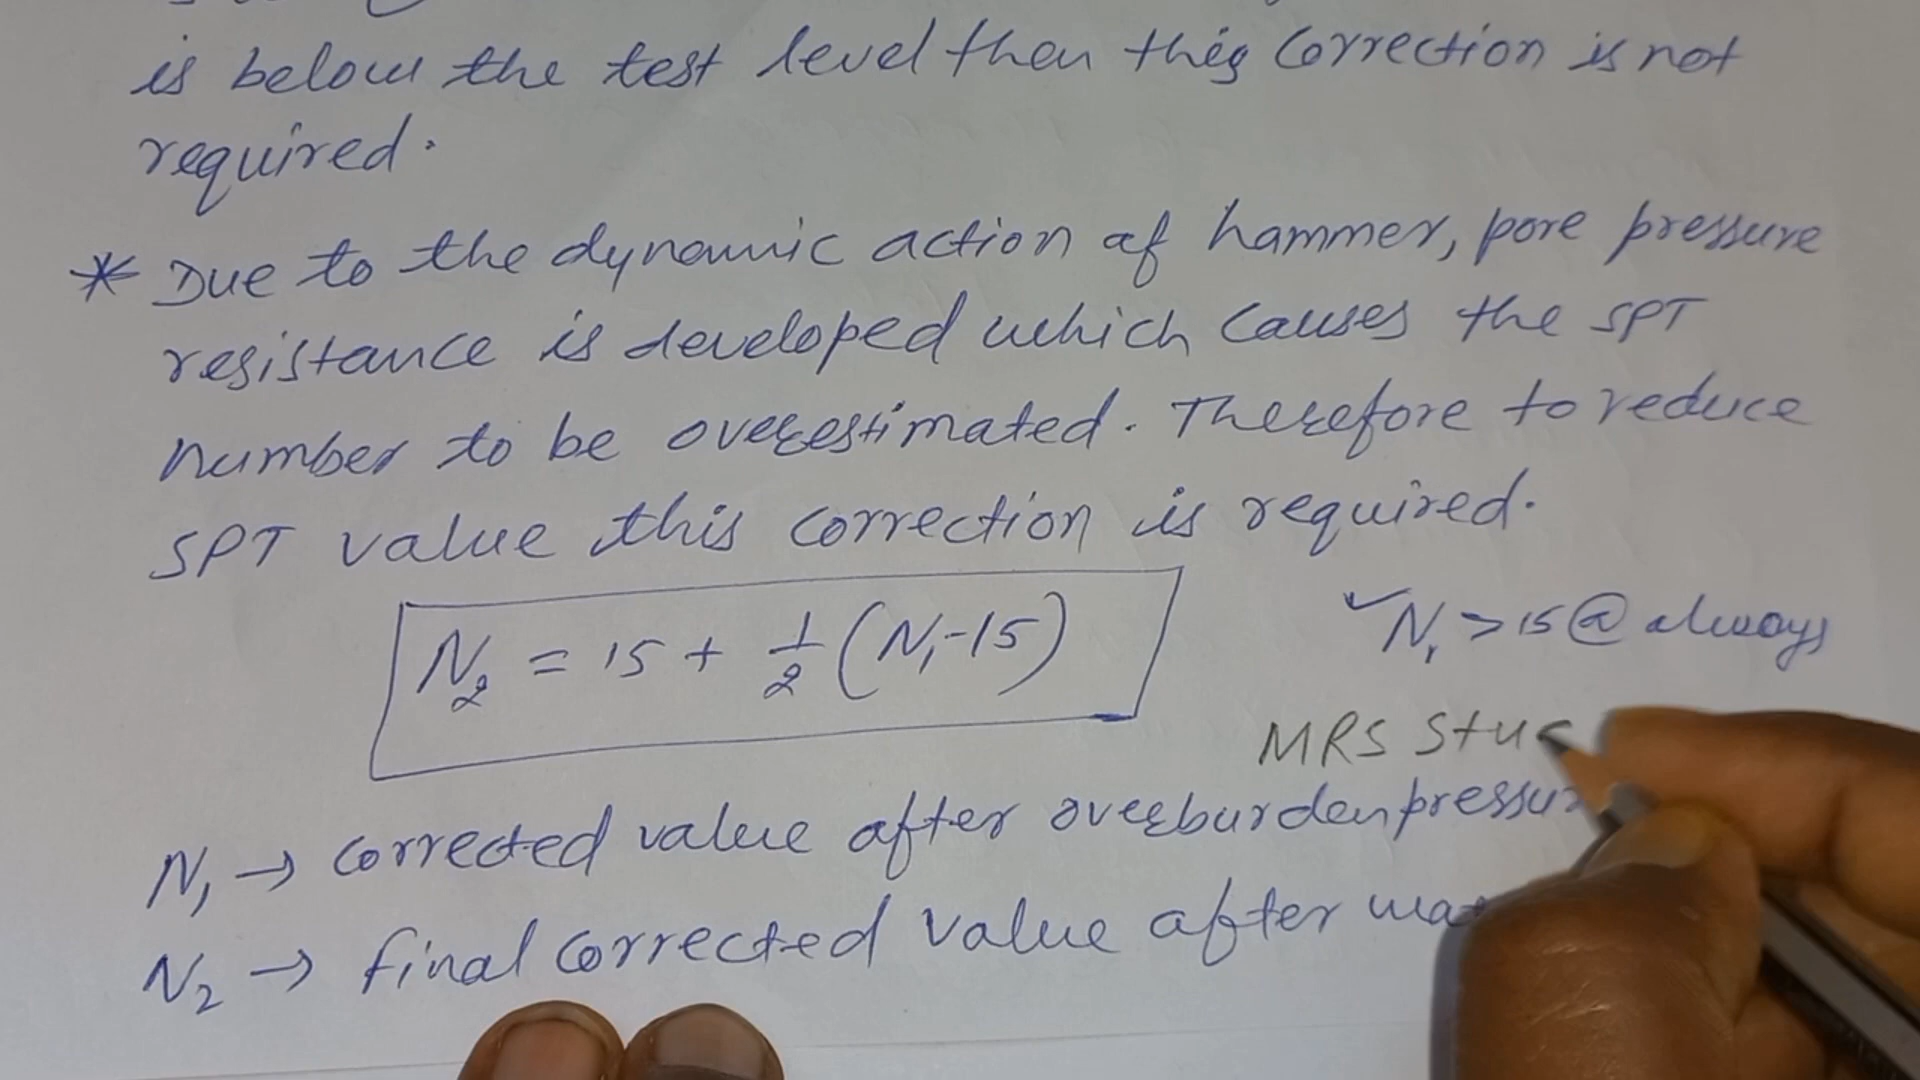 is below the test level then this correction is not
required.
* Due to the dynamic action of hammer, pore pressure
resistance is developed which causes the SPT
number to be overestimated. Therefore to reduce
SPT value this correction is required.
N₂ = 15 + 1/2 (N₁-15)
✓N₁ > 15 @ always
MRS Stu
N₁ → corrected value after overburden pressu
N₂ → final corrected value after wa